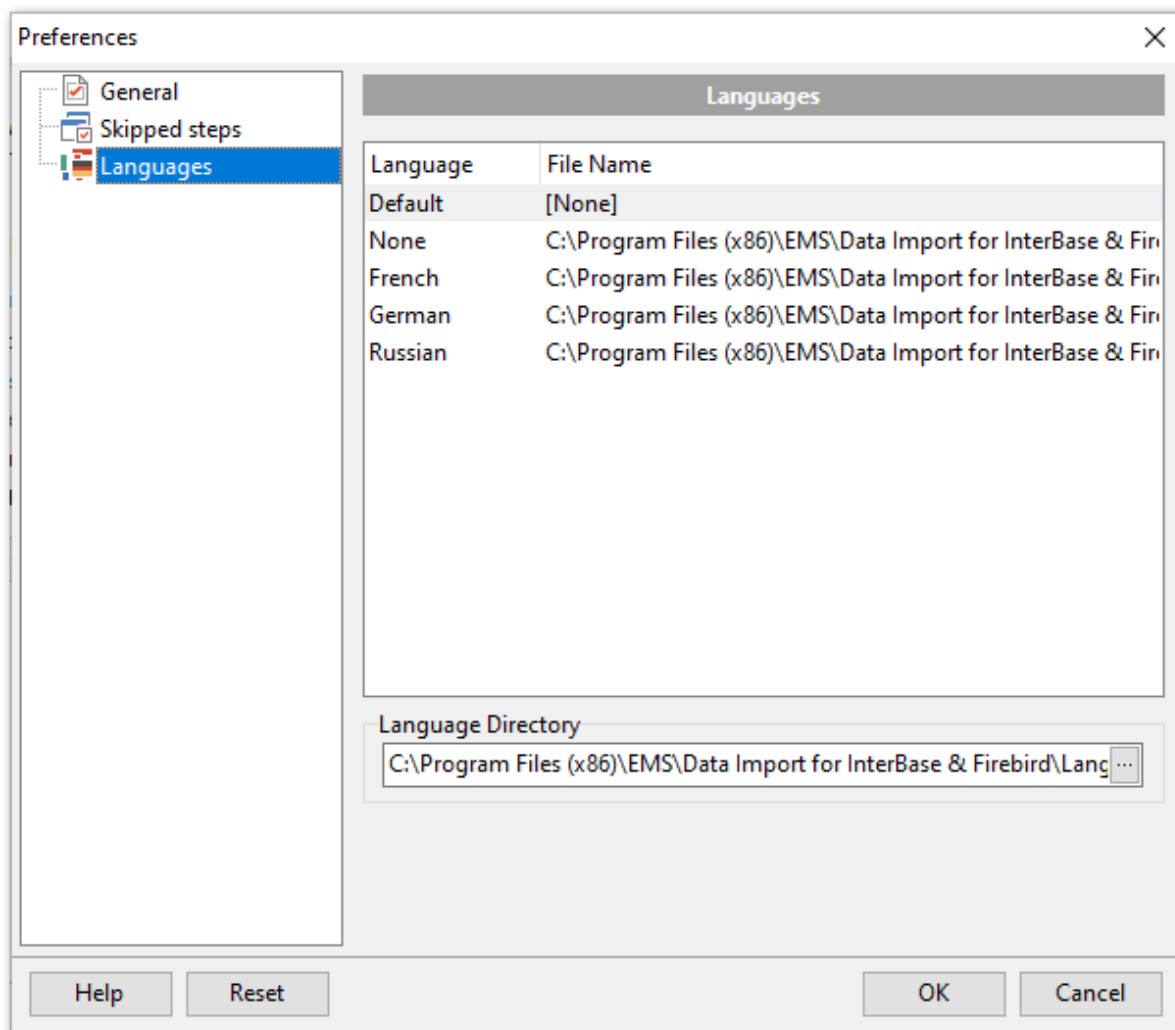 Preferences
General
Skipped steps
Languages
Languages
Language File Name
Default [None]
None C:\Program Files (x86)\EMS\Data Import for InterBase & Fir
French C:\Program Files (x86)\EMS\Data Import for InterBase & Fir
German C:\Program Files (x86)\EMS\Data Import for InterBase & Fir
Russian C:\Program Files (x86)\EMS\Data Import for InterBase & Fir
Language Directory
C:\Program Files (x86)\EMS\Data Import for InterBase & Firebird\Lang ...
Help Reset OK Cancel